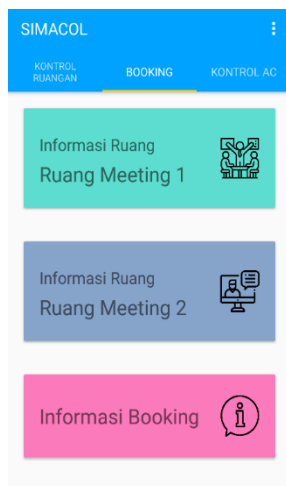 SIMACOL
KONTROL
RUANGAN
BOOKING
KONTROL AC
Informasi Ruang
Ruang Meeting 1
Informasi Ruang
Ruang Meeting 2
Informasi Booking